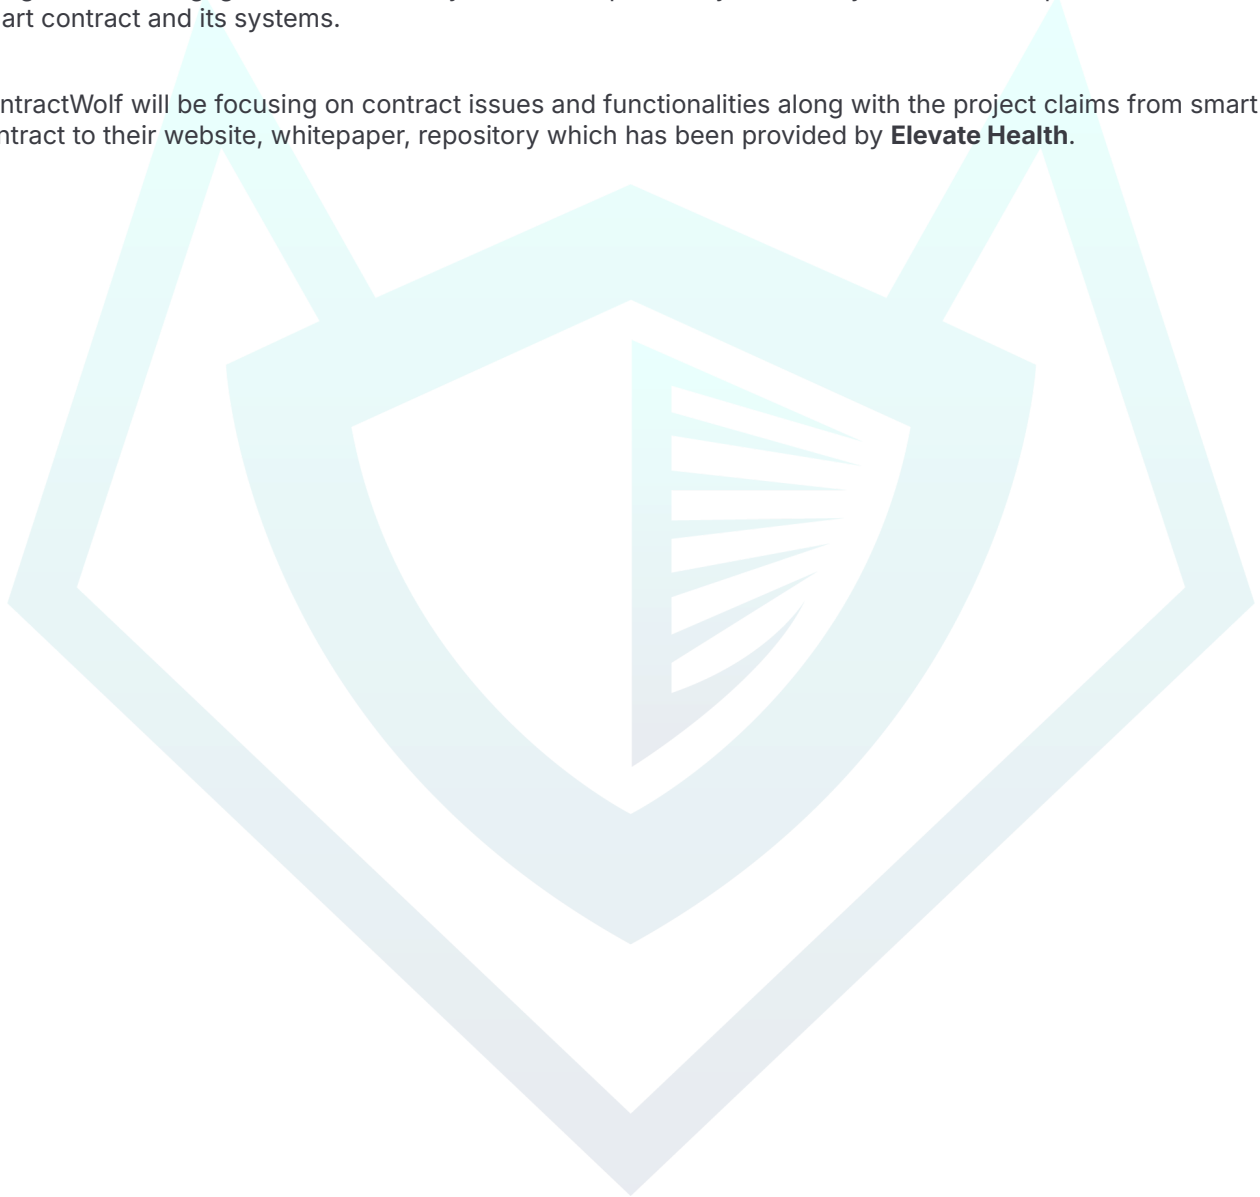 art contract and its systems.
ntractWolf will be focusing on contract issues and functionalities along with the project claims from smart
ntract to their website, whitepaper, repository which has been provided by Elevate Health.